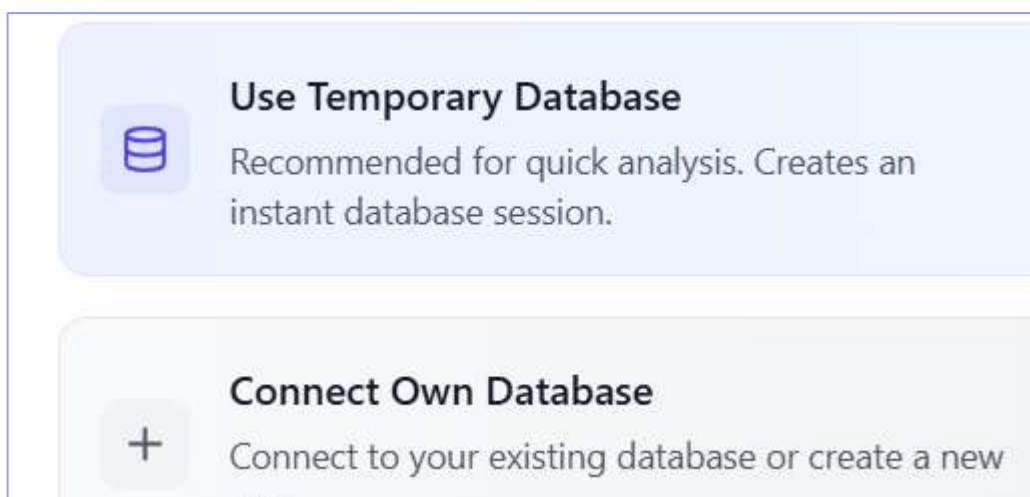 Use Temporary Database
Recommended for quick analysis. Creates an
instant database session.
Connect Own Database
Connect to your existing database or create a new